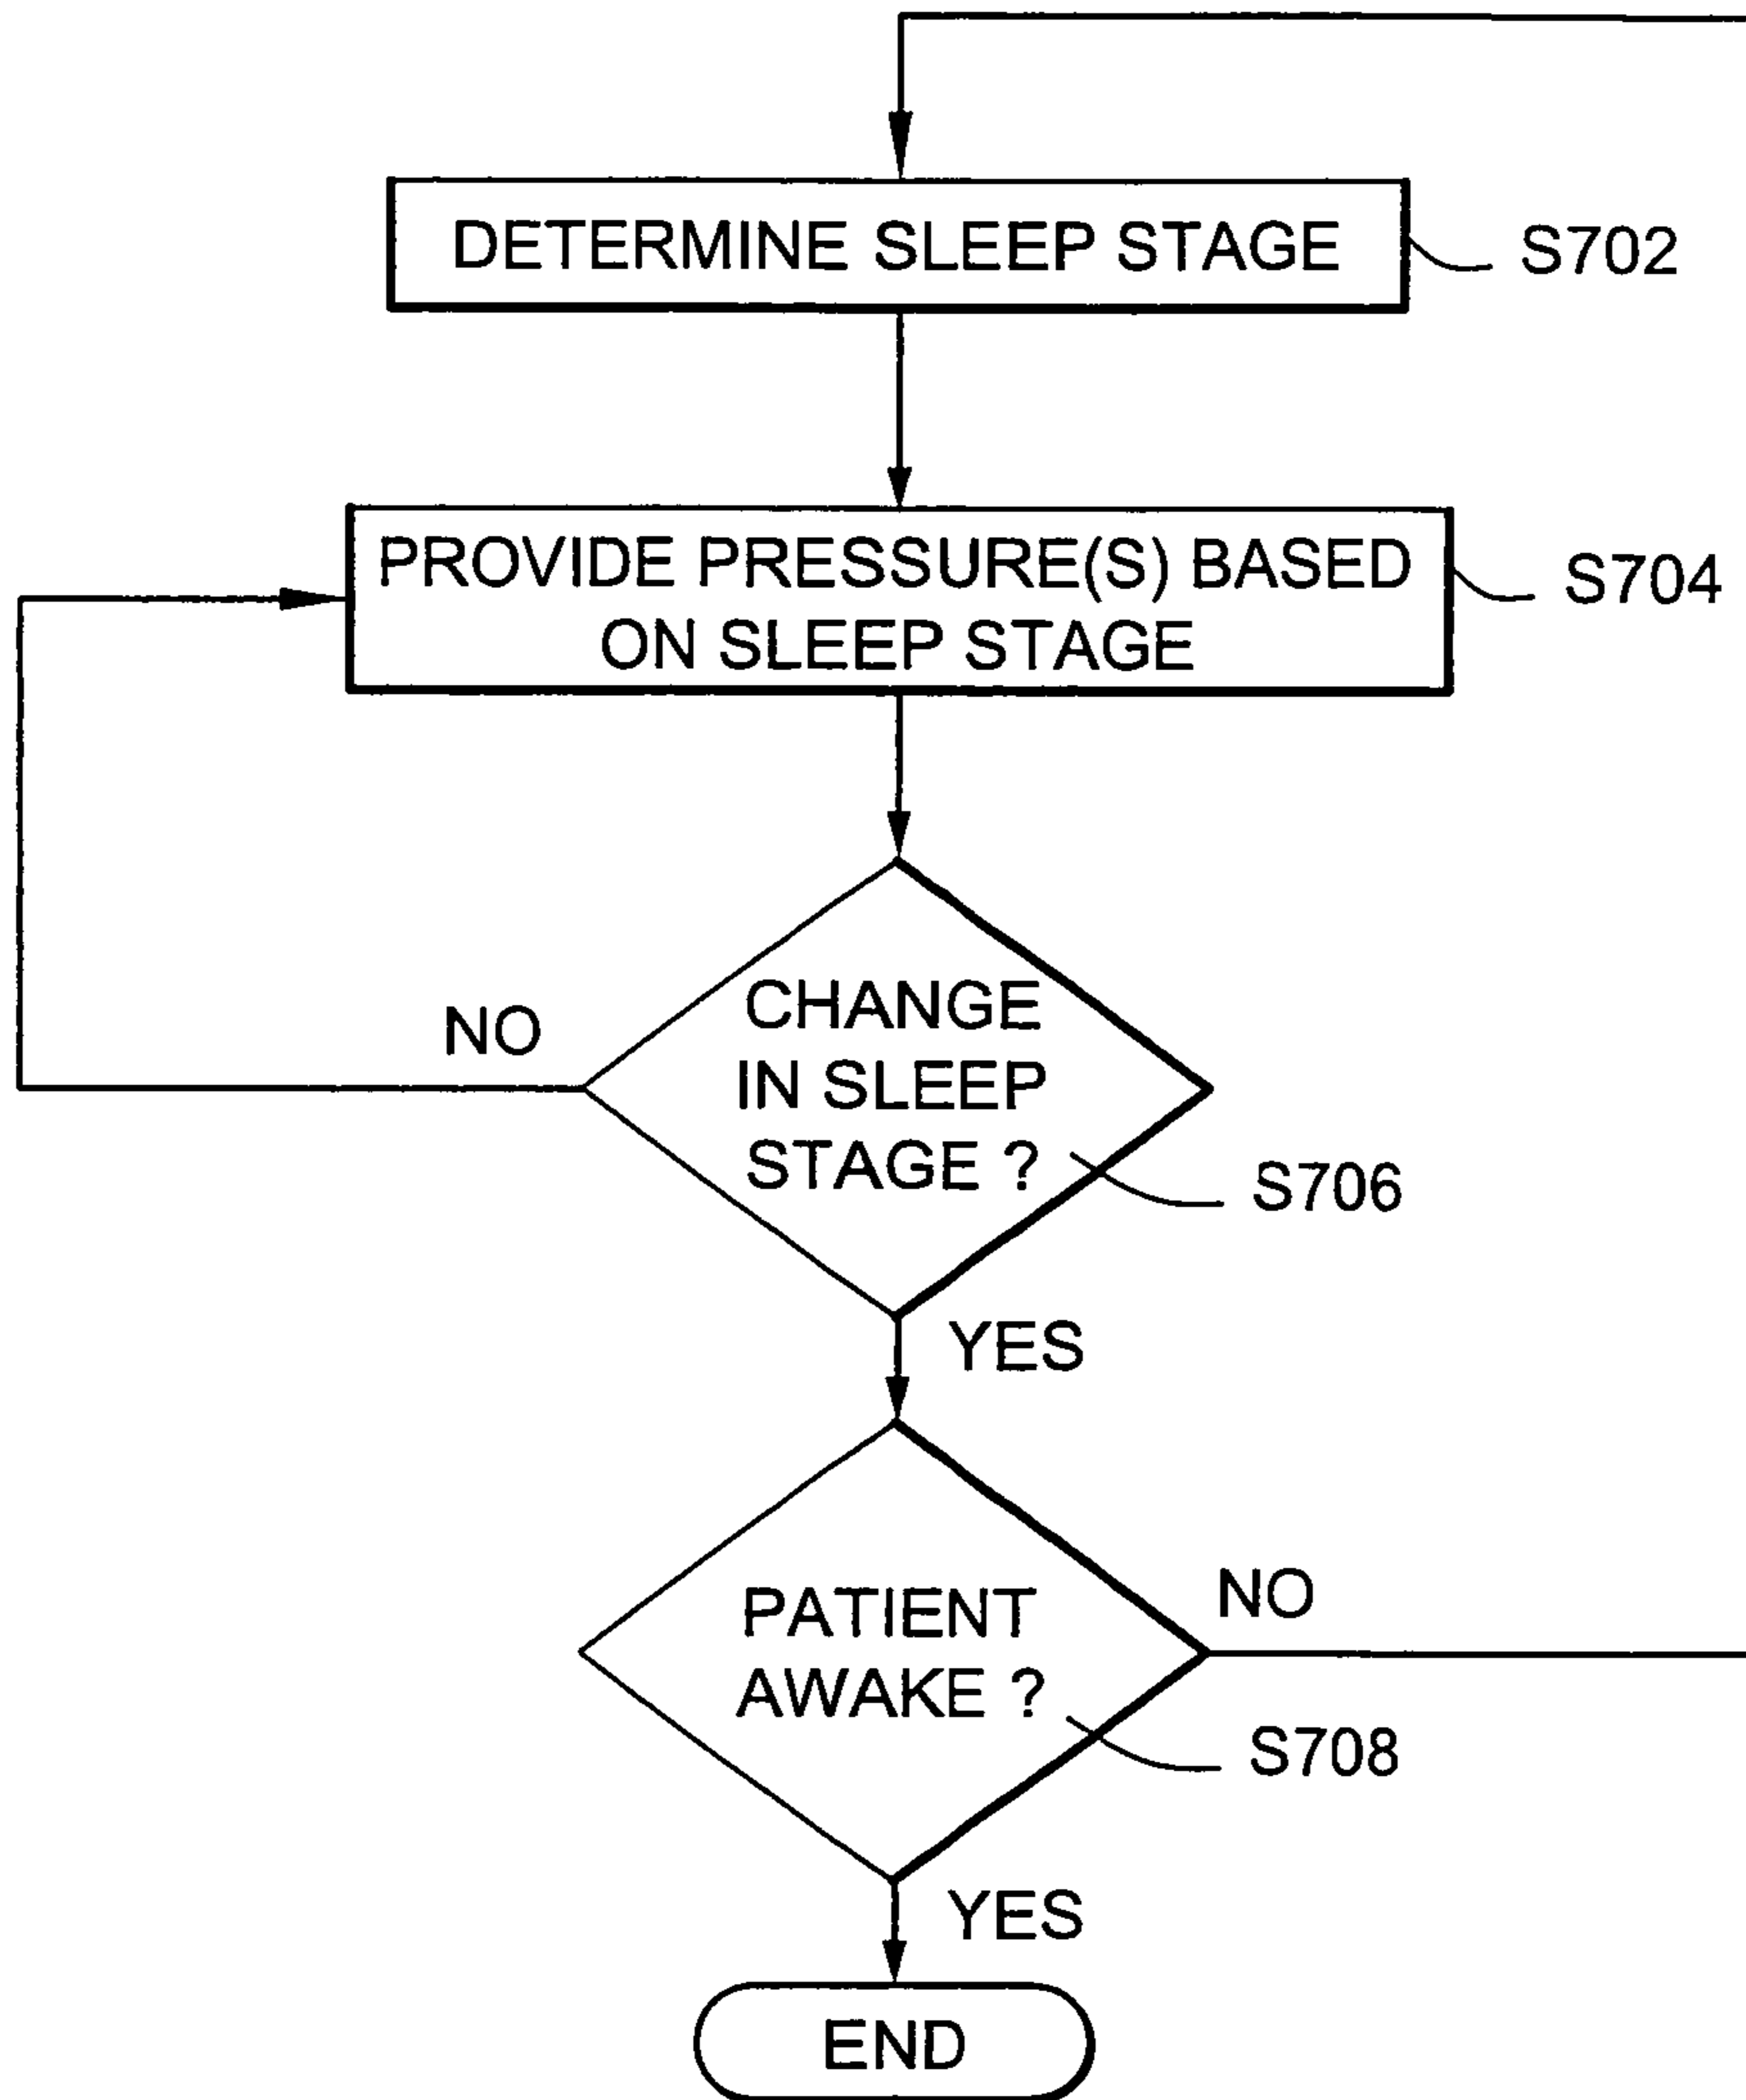 DETERMINE SLEEP STAGE
S702
PROVIDE PRESSURE(S) BASED
ON SLEEP STAGE
S704
CHANGE
IN SLEEP
STAGE ?
NO
S706
YES
PATIENT
AWAKE ?
NO
S708
YES
END